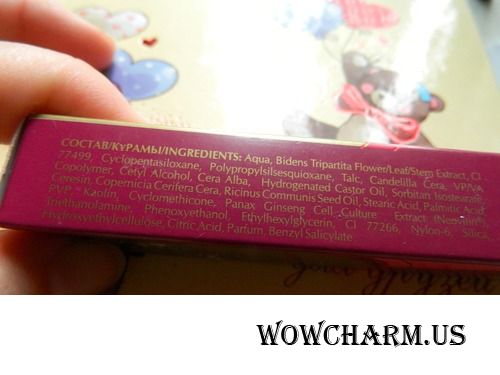 СОСТАВ/КұРАМЫ/INGREDIENTS: Aqua, Bidens Tripartita Flower/Leaf/Stem Extract, CI
77499, Cyclopentasiloxane, Polypropylsilsesquioxane, Talc, Candelilla Cera, VP/VA
Copolymer, Cetyl Alcohol, Cera Alba, Hydrogenated Castor Oil, Sorbitan Isostearate,
Ceresin, Copernicia Cerifera Cera, Ricinus Communis Seed Oil, Stearic Acid, Palmitic Acid,
PVP, Kaolin, Cyclomethicone, Panax Ginseng Cell Culture Extract
Triethanolamine, Phenoxyethanol, Ethylhexylglycerin, CI 77266, Nylon-6, Silica,
Hydroxyethylcellulose, Citric Acid, Parfum, Benzyl Salicylate
WOWCHARM.US